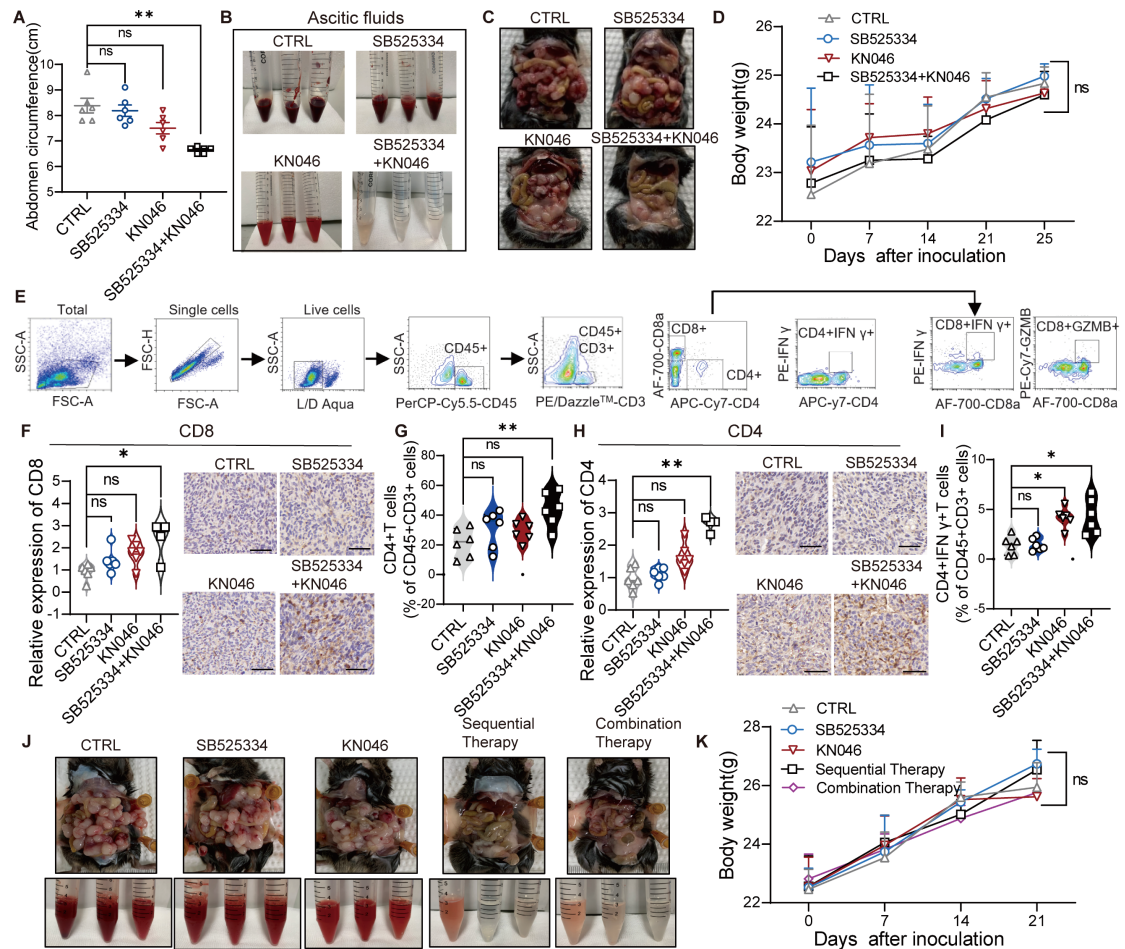 A
**
ns
ns
Abdomen circumference(cm)
10
9
8
7
6
5
CTRL
SB525334
KN046
SB525334+KN046
B
Ascitic fluids
CTRL
SB525334
KN046
SB525334
+KN046
C
CTRL
SB525334
KN046
SB525334+KN046
D
CTRL
SB525334
KN046
SB525334+KN046
ns
Body weight(g)
26
25
24
23
22
0
7
14
21
25
Days after inoculation
E
Total
Single cells
Live cells
SSC-A
FSC-A
FSC-H
FSC-A
SSC-A
L/D Aqua
CD45+
SSC-A
PerCP-Cy5.5-CD45
CD45+
CD3+
SSC-A
PE/Dazzle™-CD3
CD8+
CD4+
AF-700-CD8a
APC-Cy7-CD4
CD4+IFN γ+
PE-IFN γ
APC-y7-CD4
CD8+IFN γ+
PE-IFN γ
AF-700-CD8a
CD8+GZMB+
PE-Cy7-GZMB
AF-700-CD8a
F
CD8
*
ns
ns
Relative expression of CD8
5
4
3
2
1
0
-1
CTRL
SB525334
KN046
SB525334+KN046
CTRL
SB525334
KN046
SB525334
+KN046
G
**
ns
ns
CD4+T cells
(% of CD45+CD3+ cells)
80
60
40
20
0
-20
CTRL
SB525334
KN046
SB525334+KN046
H
CD4
**
ns
ns
Relative expression of CD4
4
3
2
1
0
CTRL
SB525334
KN046
SB525334+KN046
CTRL
SB525334
KN046
SB525334
+KN046
I
*
*
ns
CD4+IFN γ+T cells
(% of CD45+CD3+ cells)
10
5
0
-5
CTRL
SB525334
KN046
SB525334+KN046
J
CTRL
SB525334
KN046
Sequential
Therapy
Combination
Therapy
K
CTRL
SB525334
KN046
Sequential Therapy
Combination Therapy
ns
Body weight(g)
28
26
24
22
0
7
14
21
Days after inoculation